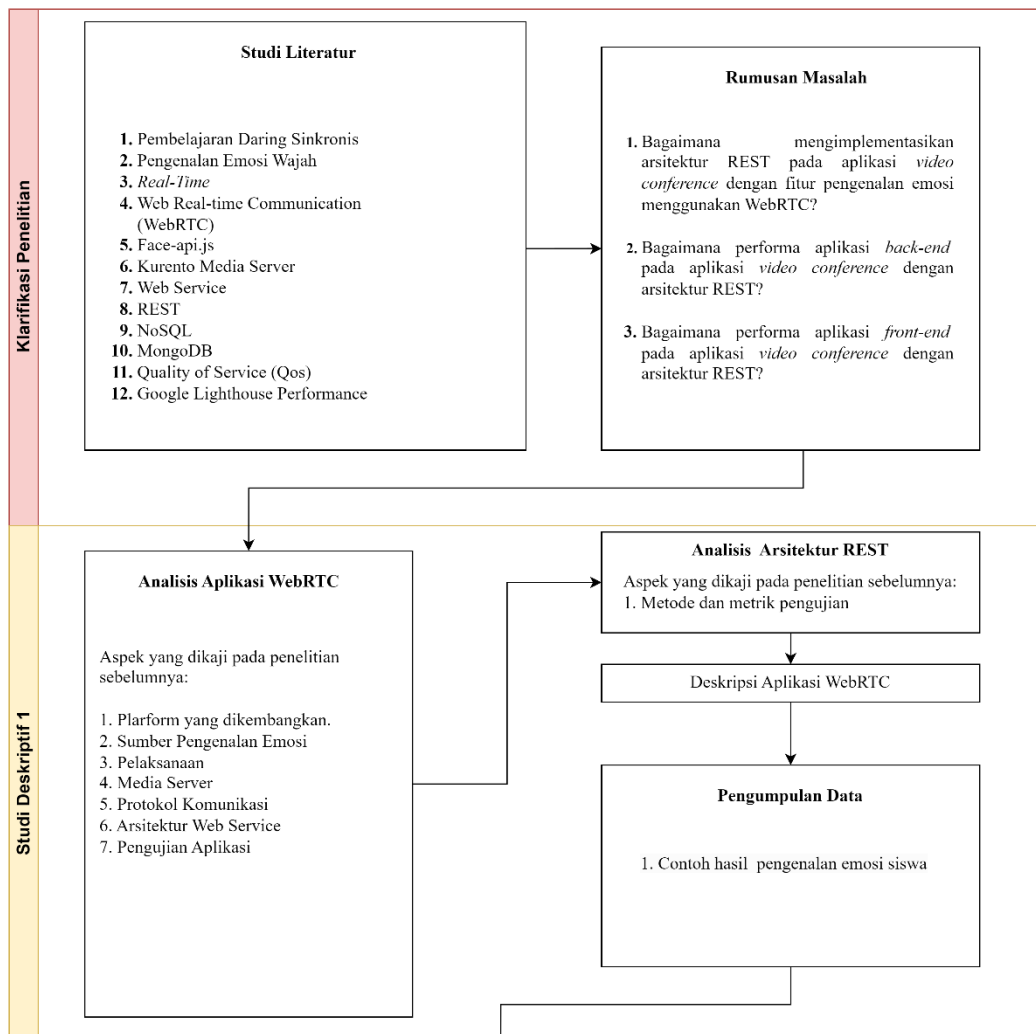 Klarifikasi Penelitian
Studi Literatur
1. Pembelajaran Daring Sinkronis
2. Pengenalan Emosi Wajah
3. Real-Time
4. Web Real-time Communication
(WebRTC)
5. Face-api.js
6. Kurento Media Server
7. Web Service
8. REST
9. NoSQL
10. MongoDB
11. Quality of Service (Qos)
12. Google Lighthouse Performance
Rumusan Masalah
1. Bagaimana mengimplementasikan
arsitektur REST pada aplikasi video
conference dengan fitur pengenalan emosi
menggunakan WebRTC?
2. Bagaimana performa aplikasi back-end
pada aplikasi video conference dengan
arsitektur REST?
3. Bagaimana performa aplikasi front-end
pada aplikasi video conference dengan
arsitektur REST?
Studi Deskriptif 1
Analisis Aplikasi WebRTC
Aspek yang dikaji pada penelitian
sebelumnya:
1. Plarform yang dikembangkan.
2. Sumber Pengenalan Emosi
3. Pelaksanaan
4. Media Server
5. Protokol Komunikasi
6. Arsitektur Web Service
7. Pengujian Aplikasi
Analisis Arsitektur REST
Aspek yang dikaji pada penelitian sebelumnya:
1. Metode dan metrik pengujian
Deskripsi Aplikasi WebRTC
Pengumpulan Data
1. Contoh hasil pengenalan emosi siswa